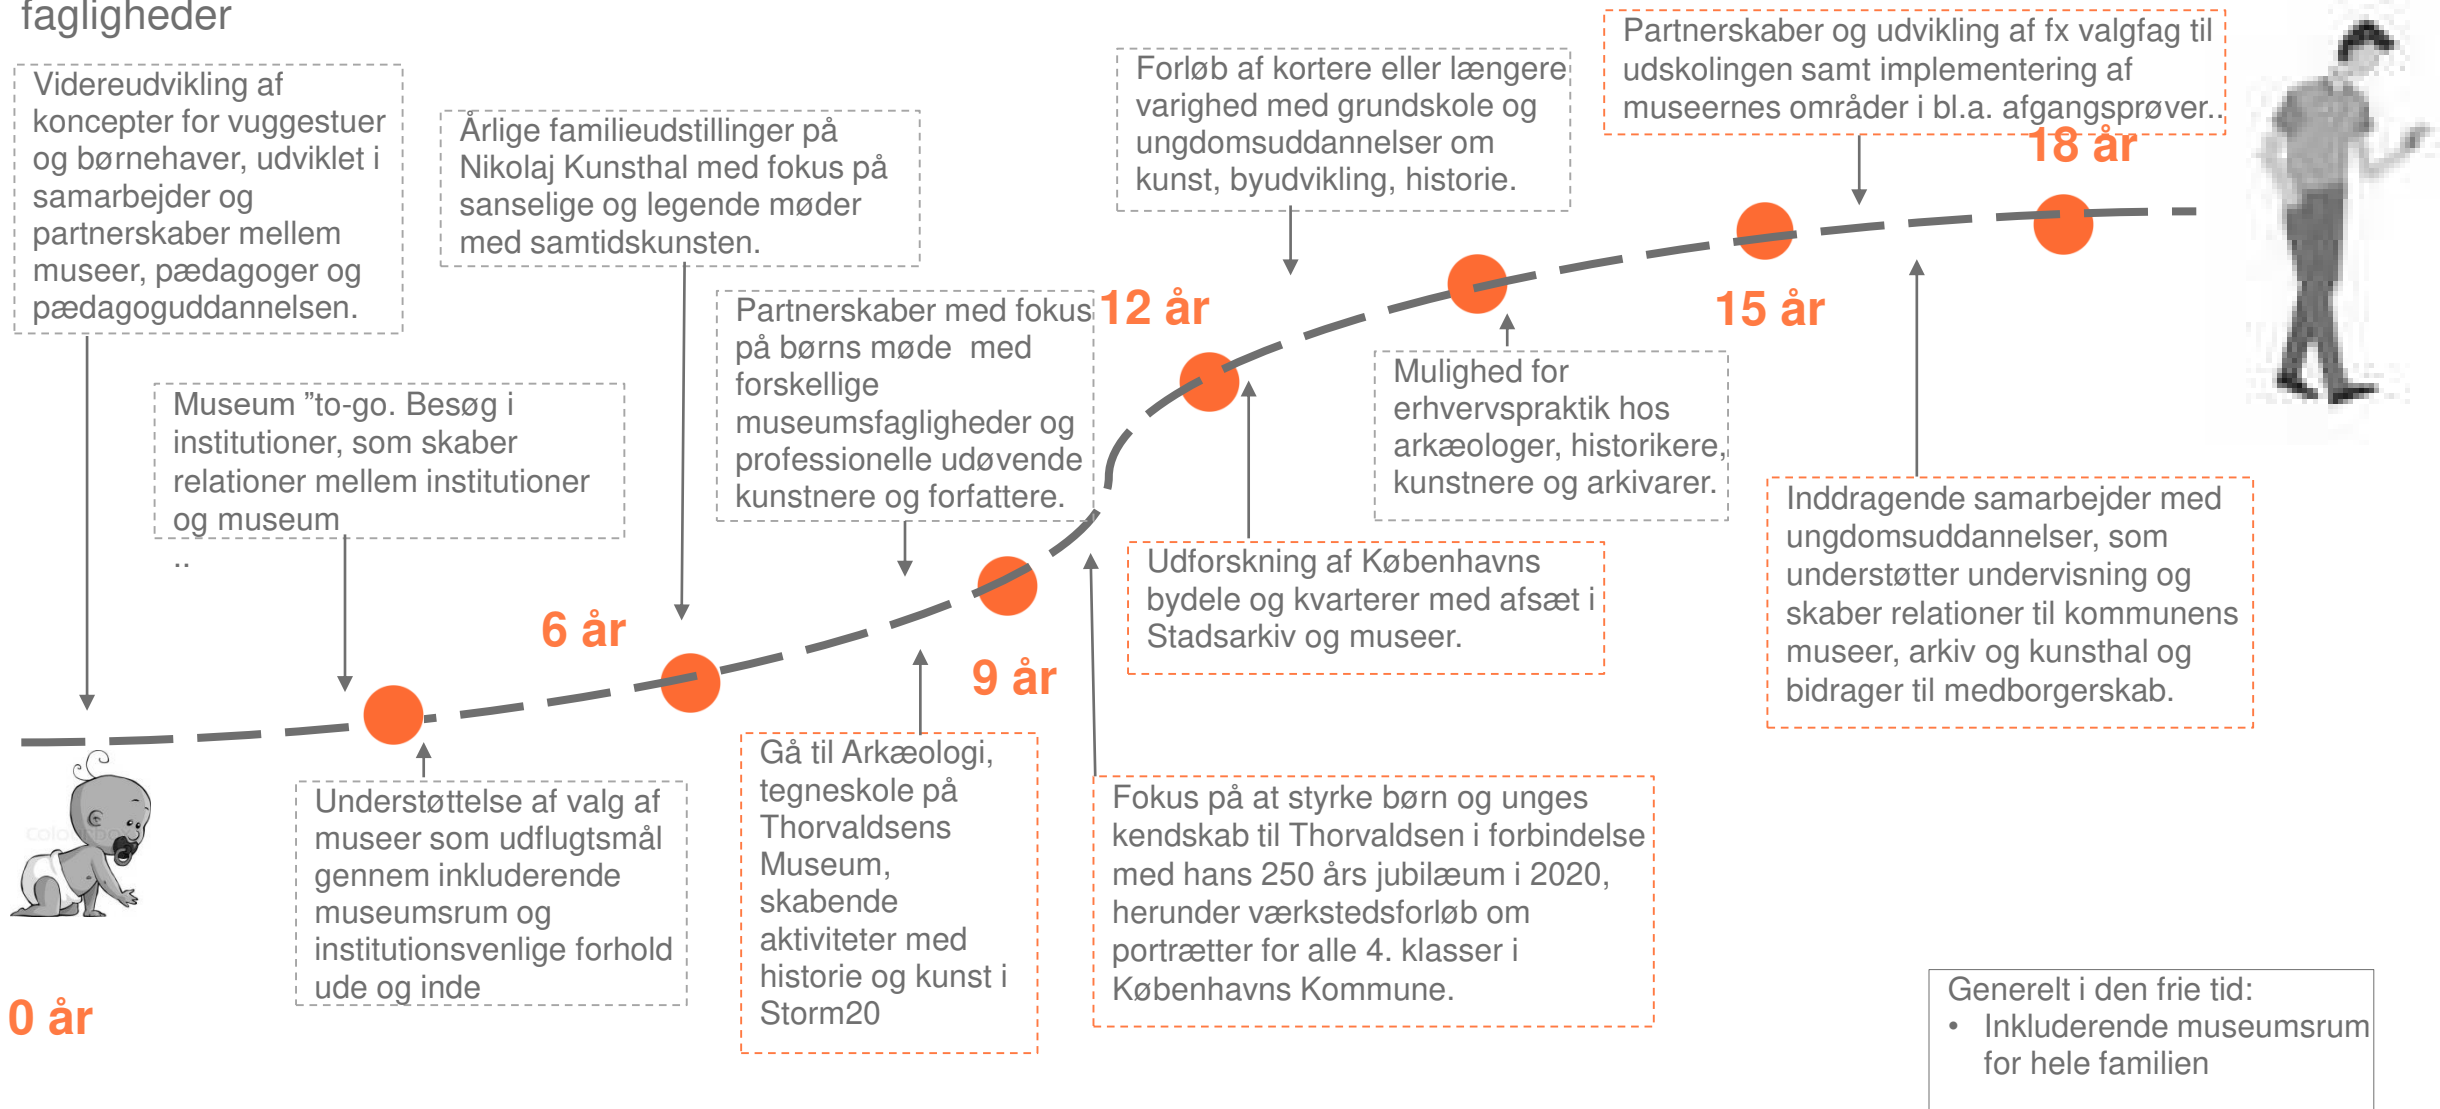 fagligheder
Videreudvikling af
koncepter for vuggestuer
og børnehaver, udviklet i
samarbejder og
partnerskaber mellem
museer, pædagoger og
pædagoguddannelsen.
Museum ”to-go. Besøg i
institutioner, som skaber
relationer mellem institutioner
og museum
..
Årlige familieudstillinger på
Nikolaj Kunsthal med fokus på
sanselige og legende møder
med samtidskunsten.
Partnerskaber med fokus
på børns møde  med
forskellige
museumsfagligheder og
professionelle udøvende
kunstnere og forfattere.
Forløb af kortere eller længere
varighed med grundskole og
ungdomsuddannelser om
kunst, byudvikling, historie.
Partnerskaber og udvikling af fx valgfag til
udskolingen samt implementering af
museernes områder i bl.a. afgangsprøver..
18 år
12 år
15 år
6 år
9 år
0 år
Mulighed for
erhvervspraktik hos
arkæologer, historikere,
kunstnere og arkivarer.
Udforskning af Københavns
bydele og kvarterer med afsæt i
Stadsarkiv og museer.
Inddragende samarbejder med
ungdomsuddannelser, som
understøtter undervisning og
skaber relationer til kommunens
museer, arkiv og kunsthal og
bidrager til medborgerskab.
Understøttelse af valg af
museer som udflugtsmål
gennem inkluderende
museumsrum og
institutionsvenlige forhold
ude og inde
Gå til Arkæologi,
tegneskole på
Thorvaldsens
Museum,
skabende
aktiviteter med
historie og kunst i
Storm20
Fokus på at styrke børn og unges
kendskab til Thorvaldsen i forbindelse
med hans 250 års jubilæum i 2020,
herunder værkstedsforløb om
portrætter for alle 4. klasser i
Københavns Kommune.
Generelt i den frie tid:
• Inkluderende museumsrum
for hele familien